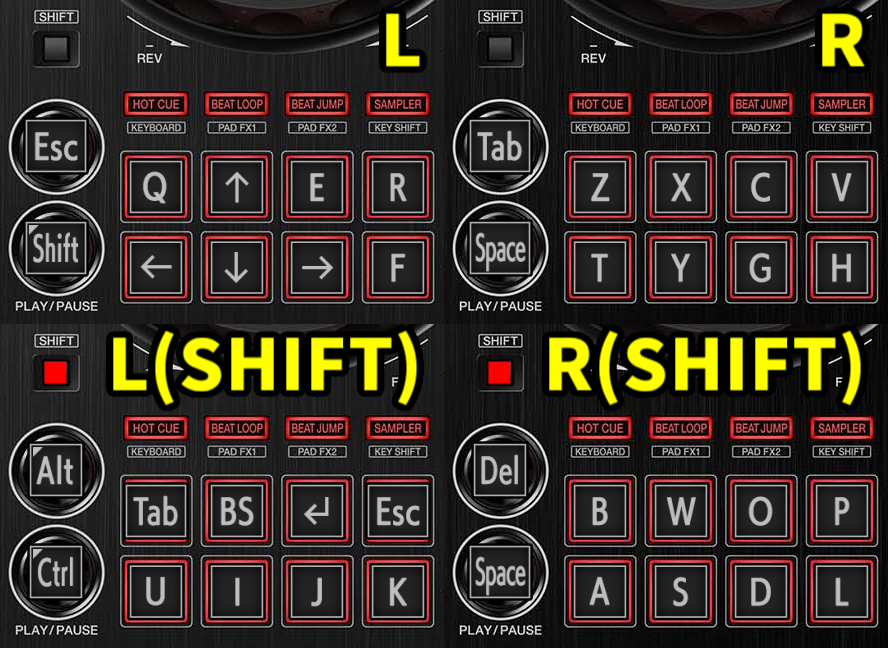 SHIFT
REV
L
HOT CUE BEAT LOOP BEAT JUMP SAMPLER
KEYBOARD PAD FX1 PAD FX2 KEY SHIFT
Esc
Q ↑ E R
Shift
← ↓ → F
PLAY/PAUSE
SHIFT
REV
R
HOT CUE BEAT LOOP BEAT JUMP SAMPLER
KEYBOARD PAD FX1 PAD FX2 KEY SHIFT
Tab
Z X C V
Space
T Y G H
PLAY/PAUSE
SHIFT
L(SHIFT)
HOT CUE BEAT LOOP BEAT JUMP SAMPLER
KEYBOARD PAD FX1 PAD FX2 KEY SHIFT
Alt
Tab BS ↵ Esc
Ctrl
U I J K
PLAY/PAUSE
SHIFT
R(SHIFT)
HOT CUE BEAT LOOP BEAT JUMP SAMPLER
KEYBOARD PAD FX1 PAD FX2 KEY SHIFT
Del
B W O P
Space
A S D L
PLAY/PAUSE